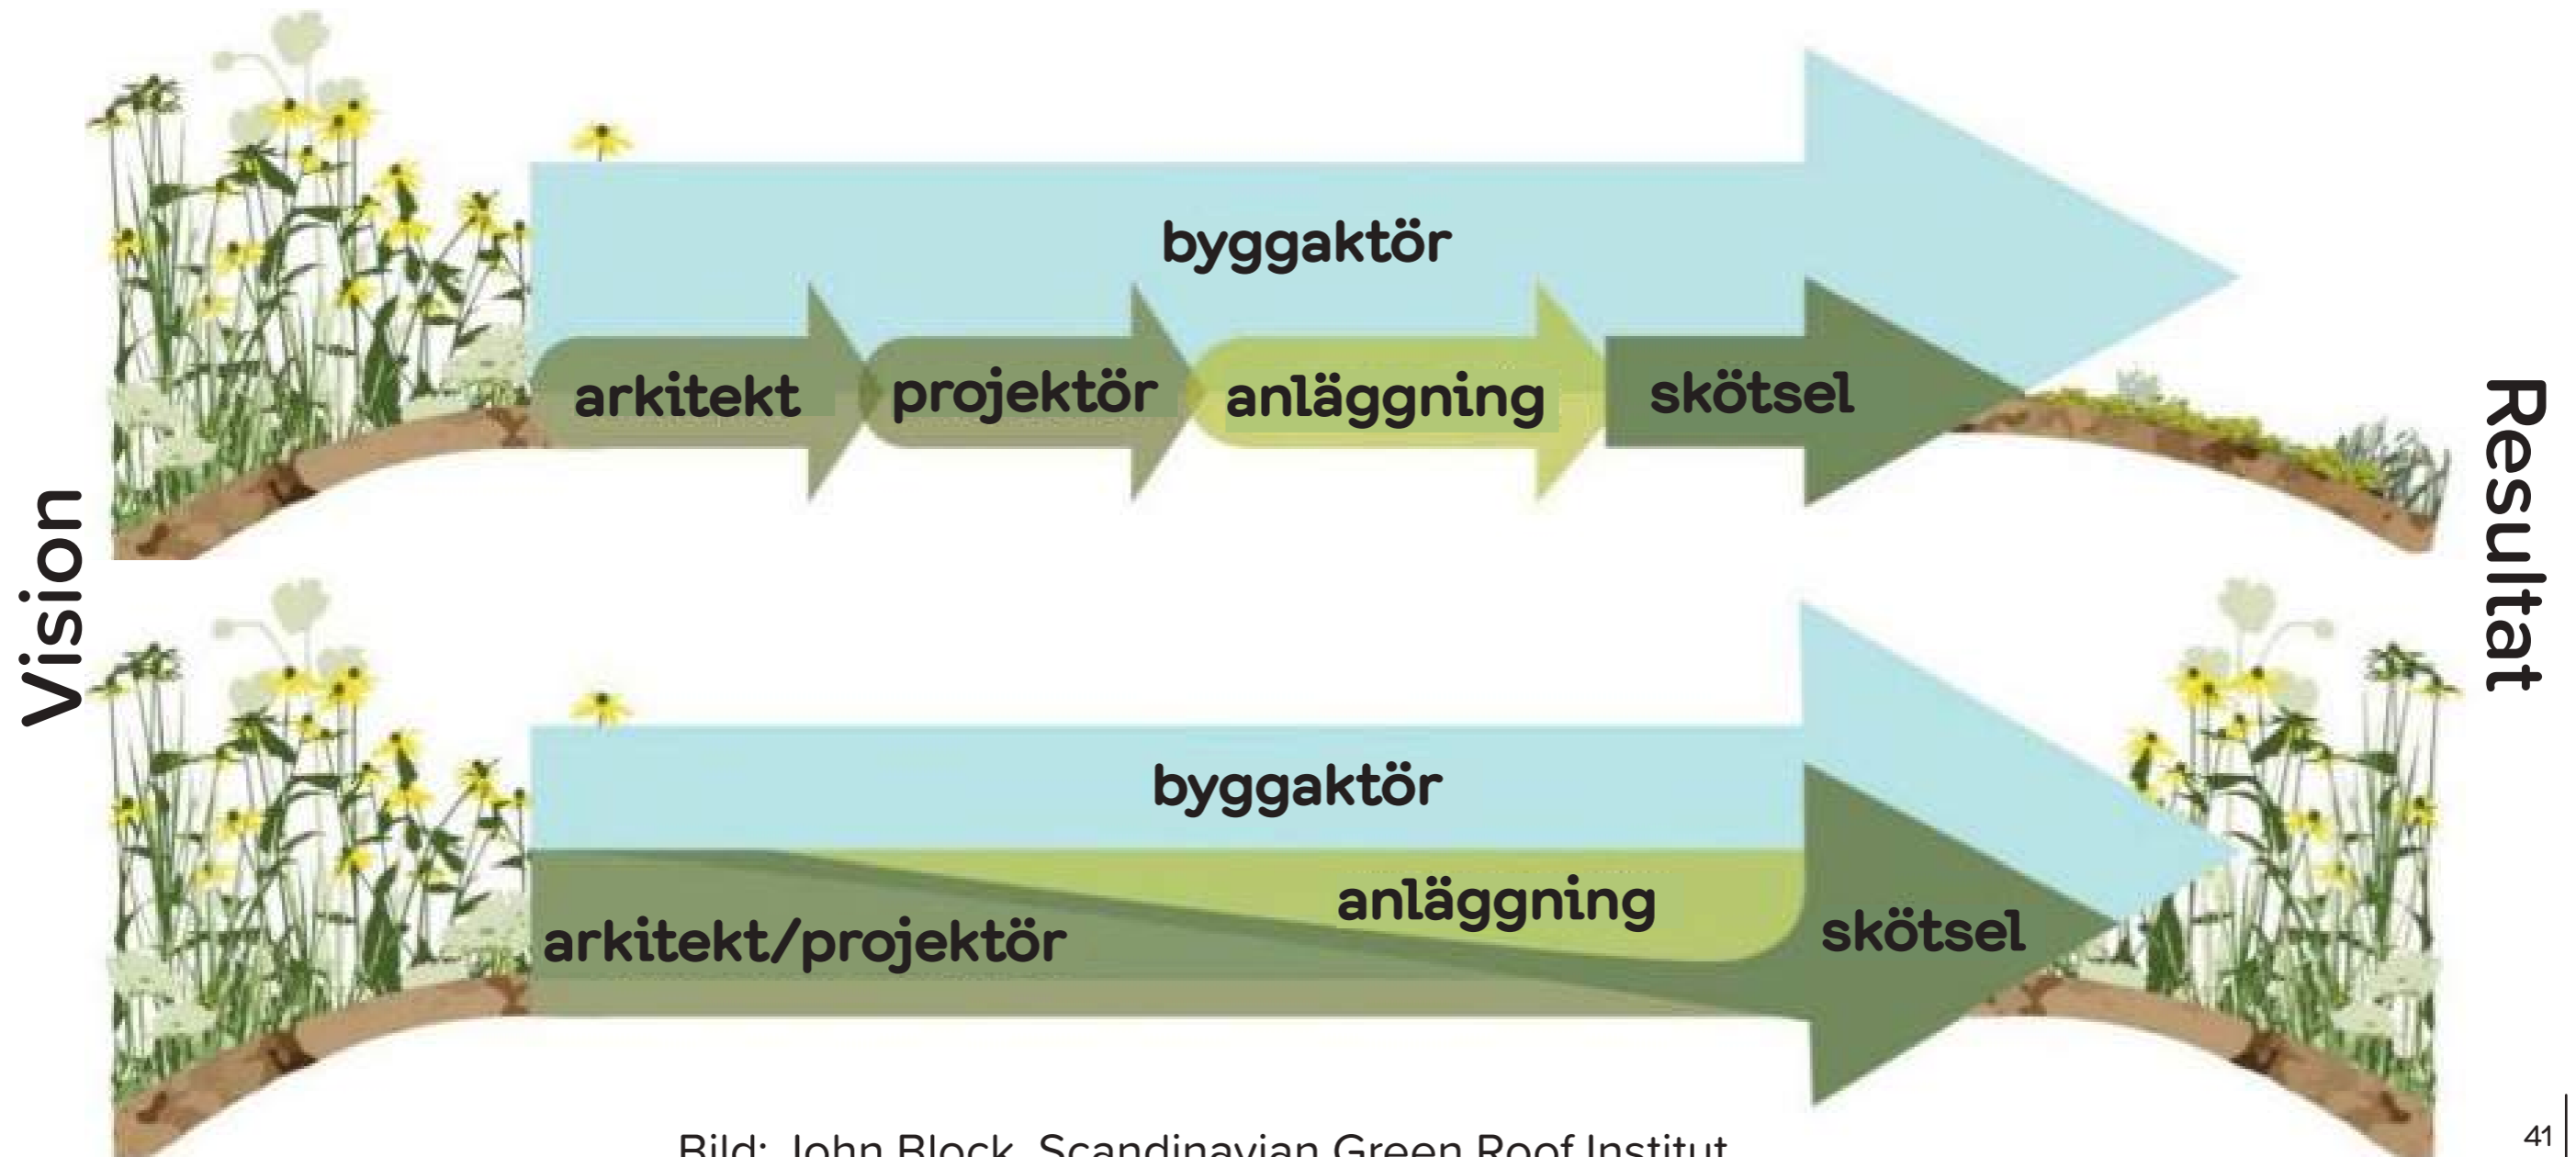 Vision
byggaktör
arkitekt
projektör
anläggning
skötsel
Resultat
byggaktör
anläggning
arkitekt/projektör
skötsel
Bild: John Block, Scandinavian Green Roof Institut
41